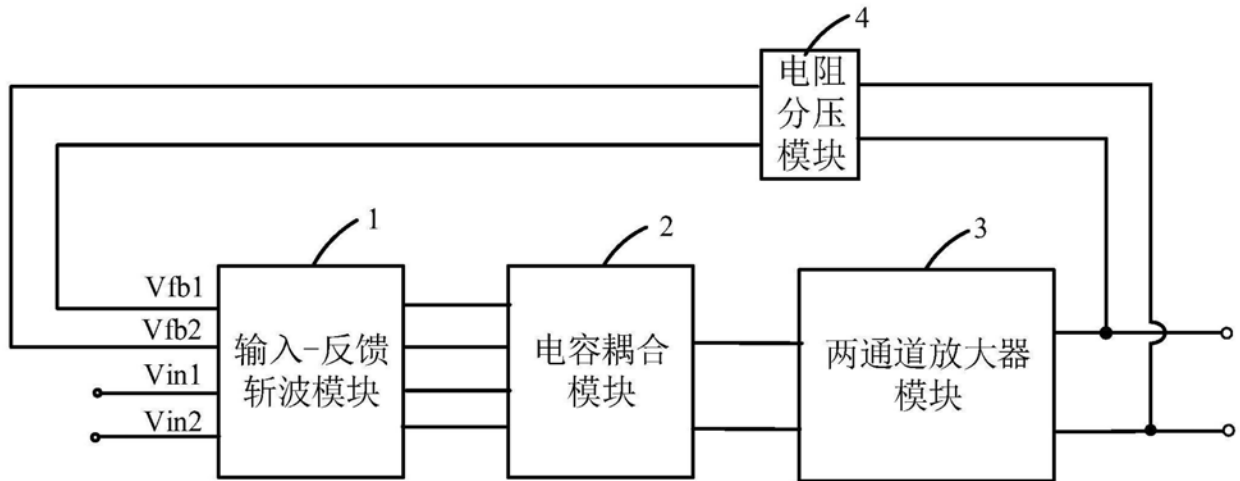 4
电阻
分压
模块
1
2
3
Vfb1
Vfb2
Vin1
Vin2
输入-反馈
斩波模块
电容耦合
模块
两通道放大器
模块